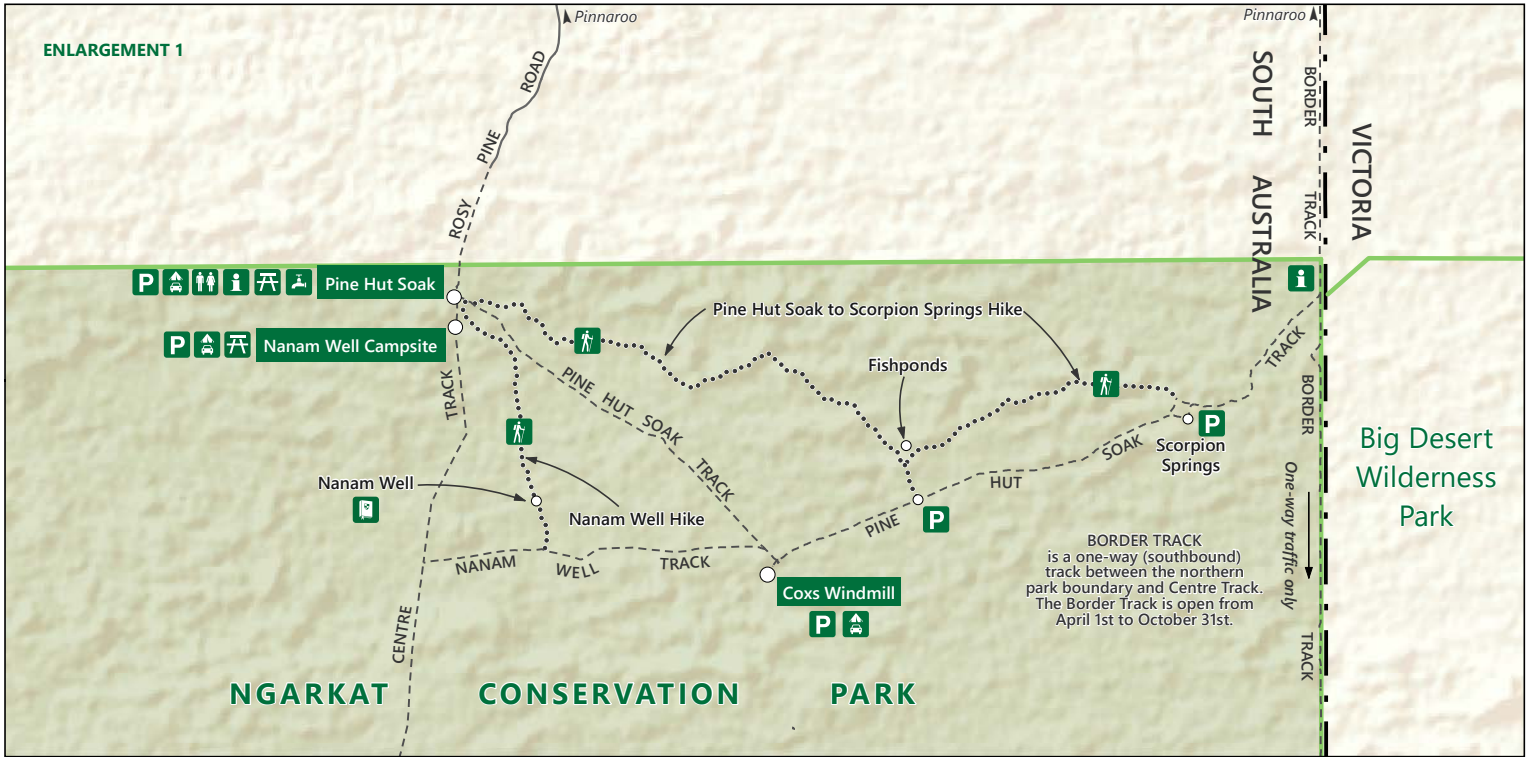 Pinnaroo
Pinnaroo
ENLARGEMENT 1
ROSY PINE ROAD
SOUTH AUSTRALIA
BORDER TRACK
VICTORIA
P
i
Pine Hut Soak
i
Pine Hut Soak to Scorpion Springs Hike
P
Nanam Well Campsite
Fishponds
TRACK
PINE HUT SOAK TRACK
TRACK
BORDER
P
Scorpion
Springs
SOAK
HUT
PINE
Big Desert
Wilderness
Park
Nanam Well
Nanam Well Hike
P
One-way traffic only
BORDER TRACK
is a one-way (southbound)
track between the northern
park boundary and Centre Track.
The Border Track is open from
April 1st to October 31st.
NANAM WELL TRACK
Coxs Windmill
P
CENTRE
TRACK
NGARKAT CONSERVATION PARK